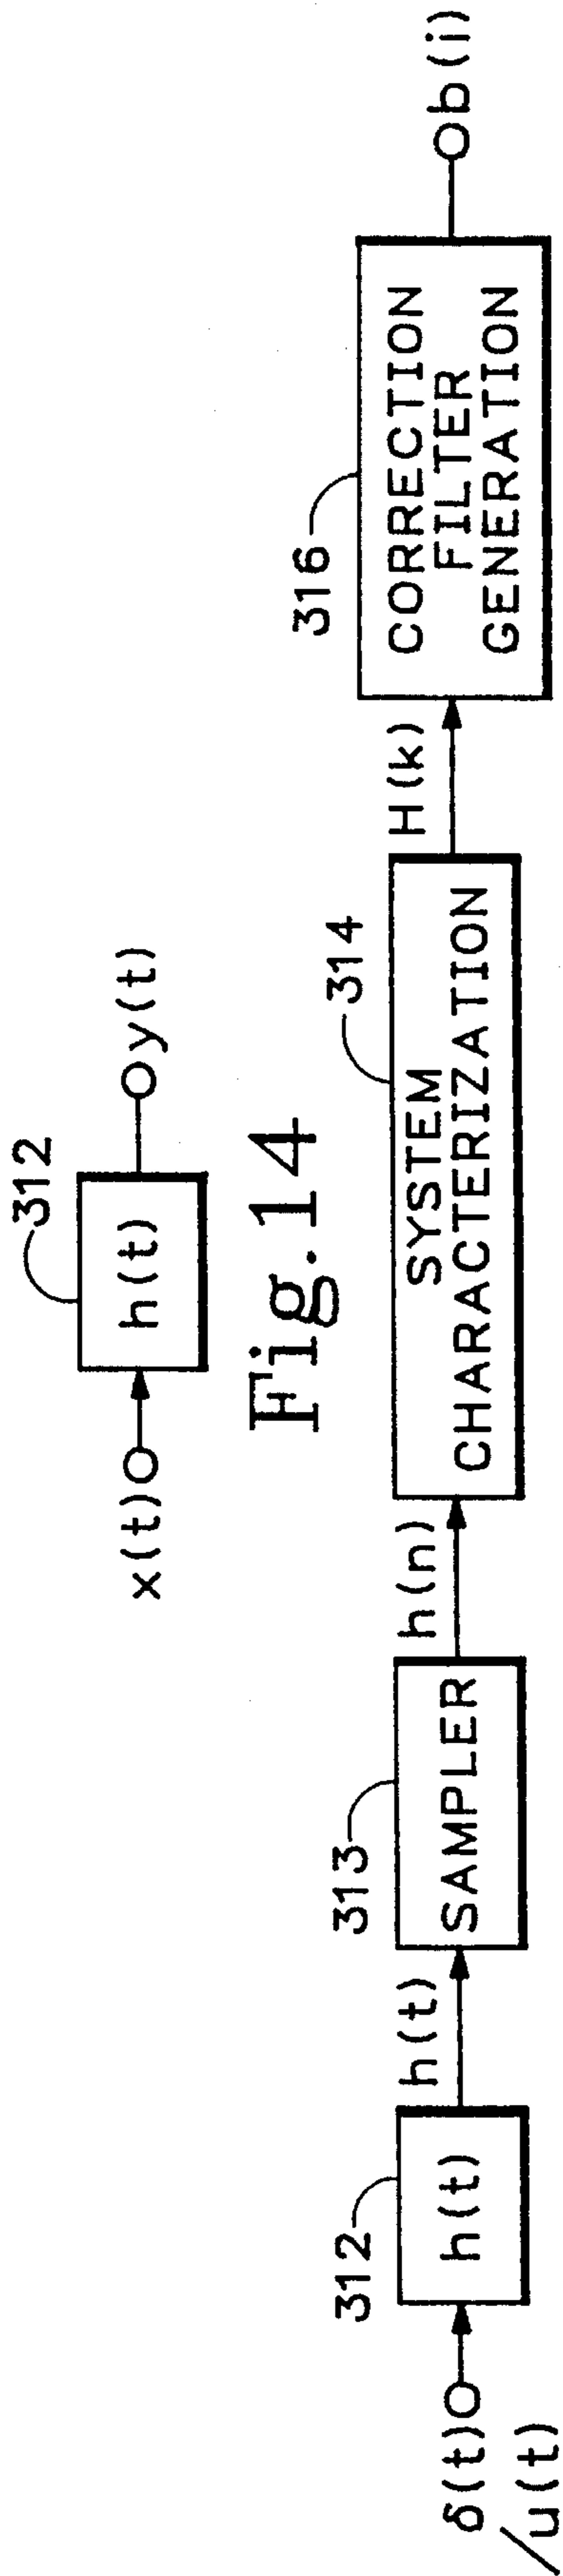 312
x(t)
h(t)
y(t)
Fig.14
312
313
314
316
δ(t)
/u(t)
h(t)
h(t)
SAMPLER
h(n)
SYSTEM
CHARACTERIZATION
H(k)
CORRECTION
FILTER
GENERATION
b(i)